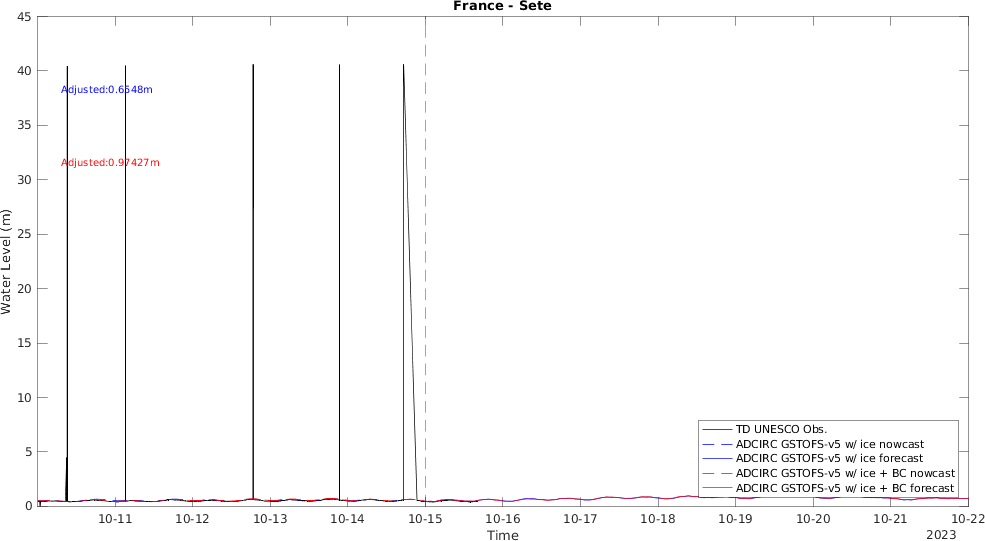 France - Sete
45
40
35
30
25
20
15
10
5
0
Water Level (m)
Adjusted:0.6548m
Adjusted:0.97427m
TD UNESCO Obs.
ADCIRC GSTOFS-v5 w/ ice nowcast
ADCIRC GSTOFS-v5 w/ ice forecast
ADCIRC GSTOFS-v5 w/ ice + BC nowcast
ADCIRC GSTOFS-v5 w/ ice + BC forecast
10-11 10-12 10-13 10-14 10-15 10-16 10-17 10-18 10-19 10-20 10-21 10-22
Time
2023